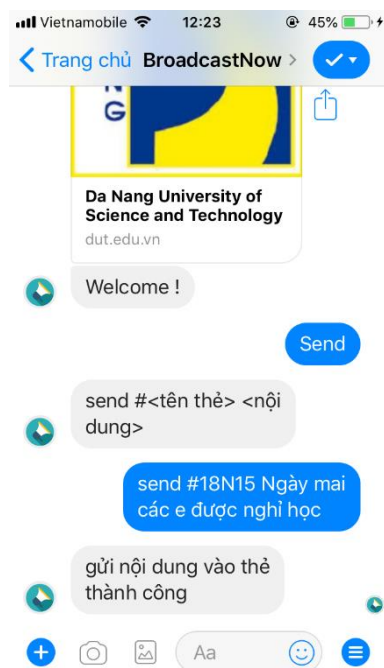 Vietnamobile 12:23 45%
Trang chủ BroadcastNow
N
G
Da Nang University of
Science and Technology
dut.edu.vn
Welcome !
Send
send #<tên thẻ> <nội
dung>
send #18N15 Ngày mai
các e được nghỉ học
gửi nội dung vào thẻ
thành công
Aa